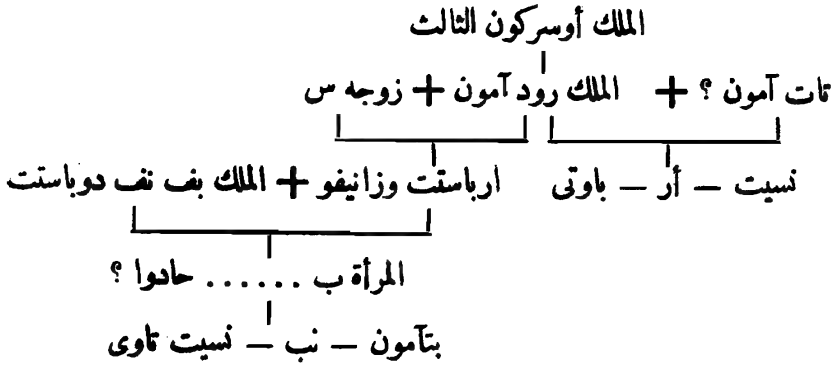 الملك أوسركون الثالث
تات آمون ؟ + الملك رود آمون + زوجه س
نسيت – أر – باوتى ارباستت وزانيفو + الملك بف نف دوباستت
المرأة ب ...... حادوا ؟
بتآمون – نب – نسيت تاوى